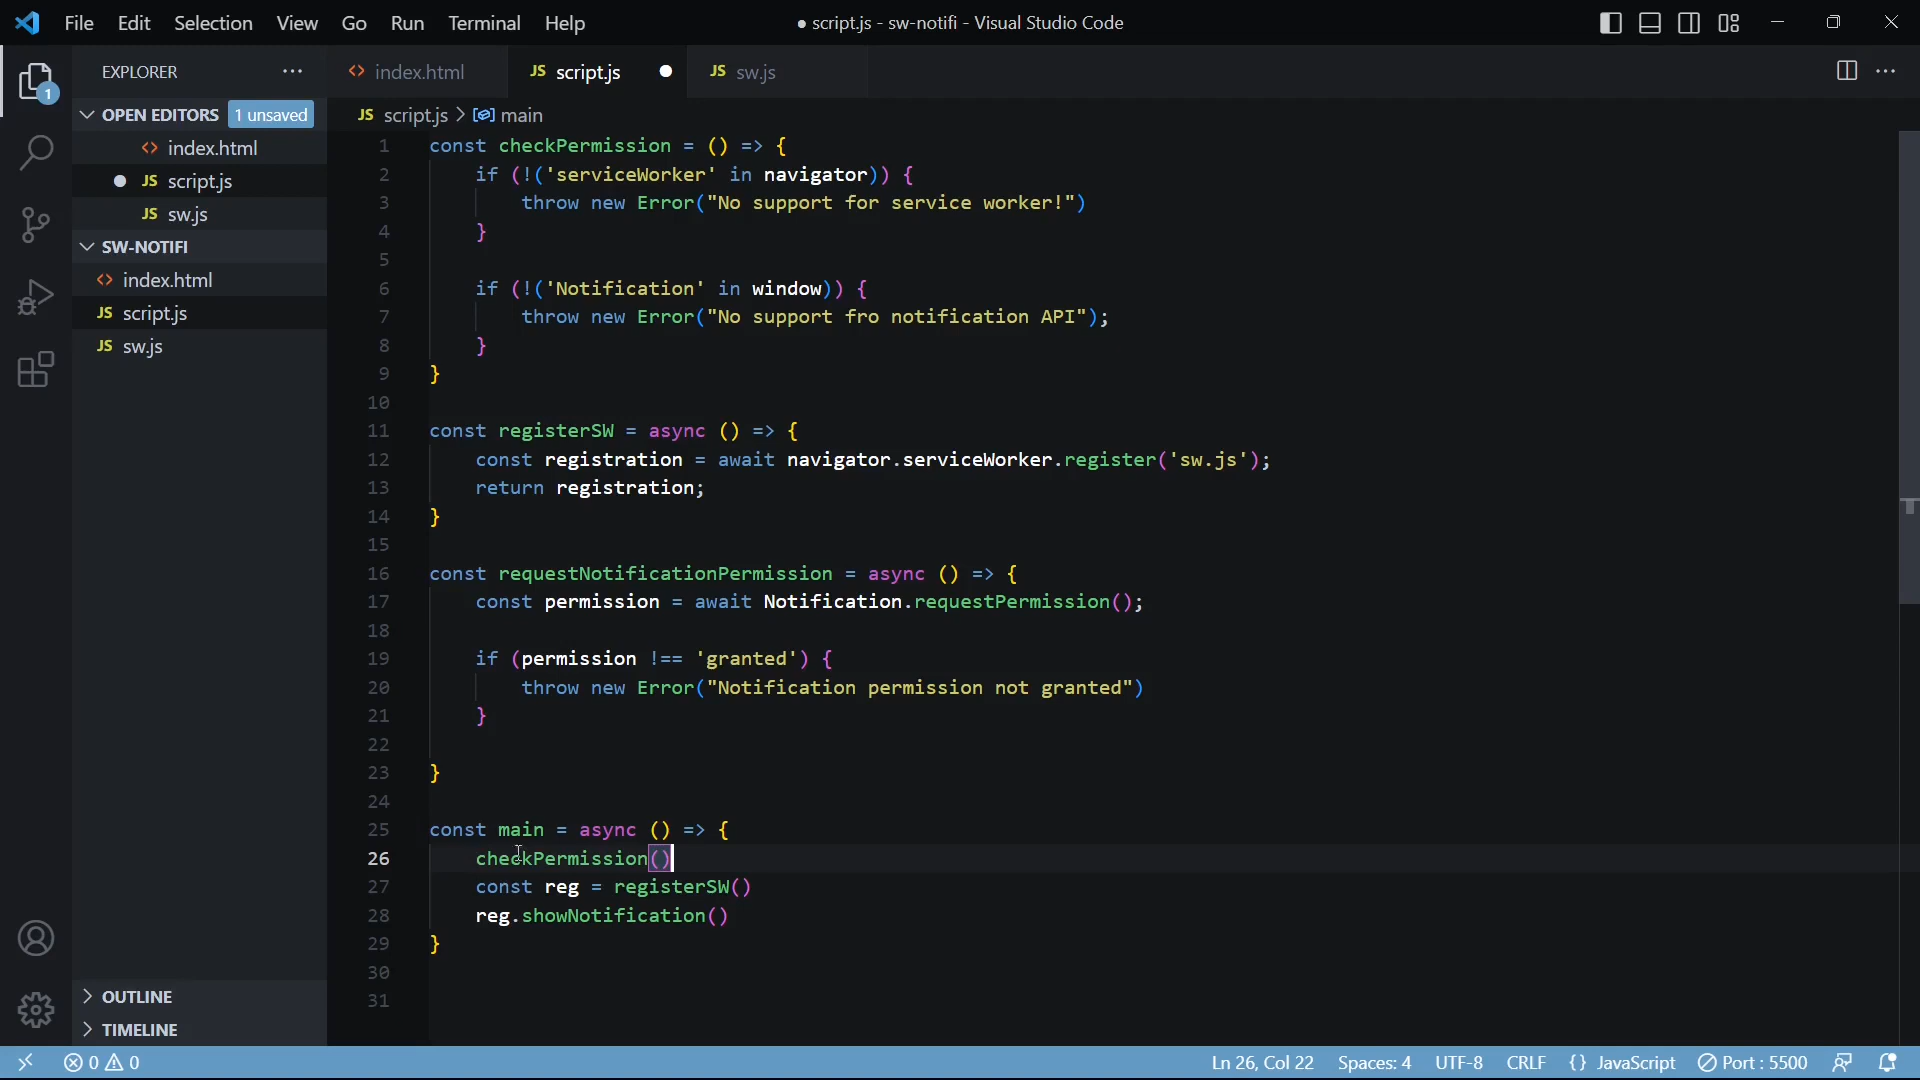 File Edit Selection View Go Run Terminal Help
● script.js - sw-notifi - Visual Studio Code
EXPLORER ···
OPEN EDITORS 1 unsaved
<> index.html
● JS script.js
JS sw.js
SW-NOTIFI
<> index.html
JS script.js
JS sw.js
OUTLINE
TIMELINE
1
<> index.html JS script.js ● JS sw.js
JS script.js > main
1 const checkPermission = () => {
2 if (!('serviceWorker' in navigator)) {
3 throw new Error("No support for service worker!")
4 }
5
6 if (!('Notification' in window)) {
7 throw new Error("No support fro notification API");
8 }
9 }
10
11 const registerSW = async () => {
12 const registration = await navigator.serviceWorker.register('sw.js');
13 return registration;
14 }
15
16 const requestNotificationPermission = async () => {
17 const permission = await Notification.requestPermission();
18
19 if (permission !== 'granted') {
20 throw new Error("Notification permission not granted")
21 }
22
23 }
24
25 const main = async () => {
26 checkPermission()
27 const reg = registerSW()
28 reg.showNotification()
29 }
30
31
0 0 Ln 26, Col 22 Spaces: 4 UTF-8 CRLF {} JavaScript Port : 5500